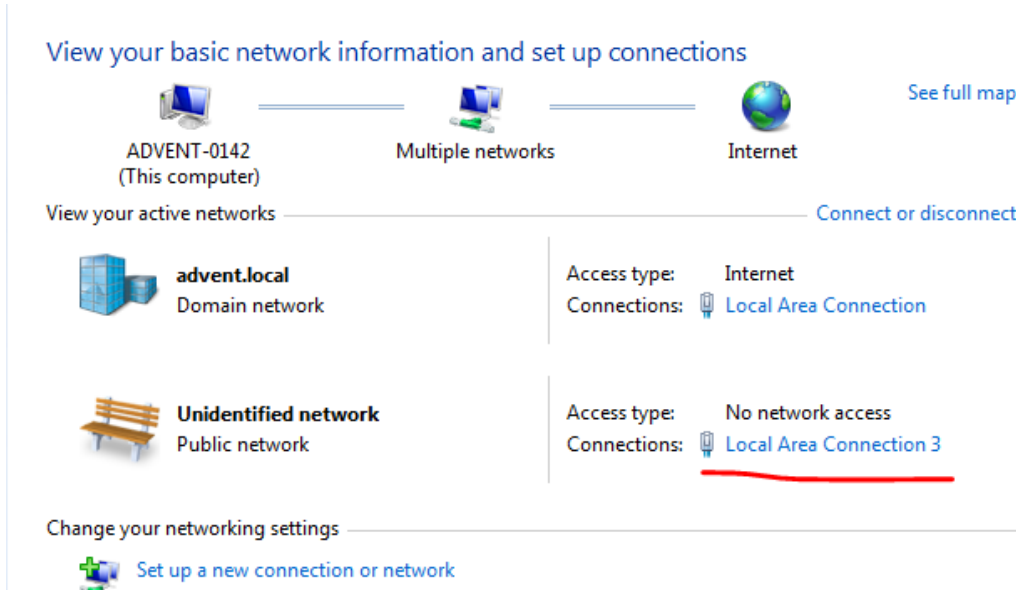 View your basic network information and set up connections
See full map
ADVENT-0142
(This computer)
Multiple networks
Internet
View your active networks
Connect or disconnect
advent.local
Domain network
Access type: Internet
Connections: Local Area Connection
Unidentified network
Public network
Access type: No network access
Connections: Local Area Connection 3
Change your networking settings
Set up a new connection or network